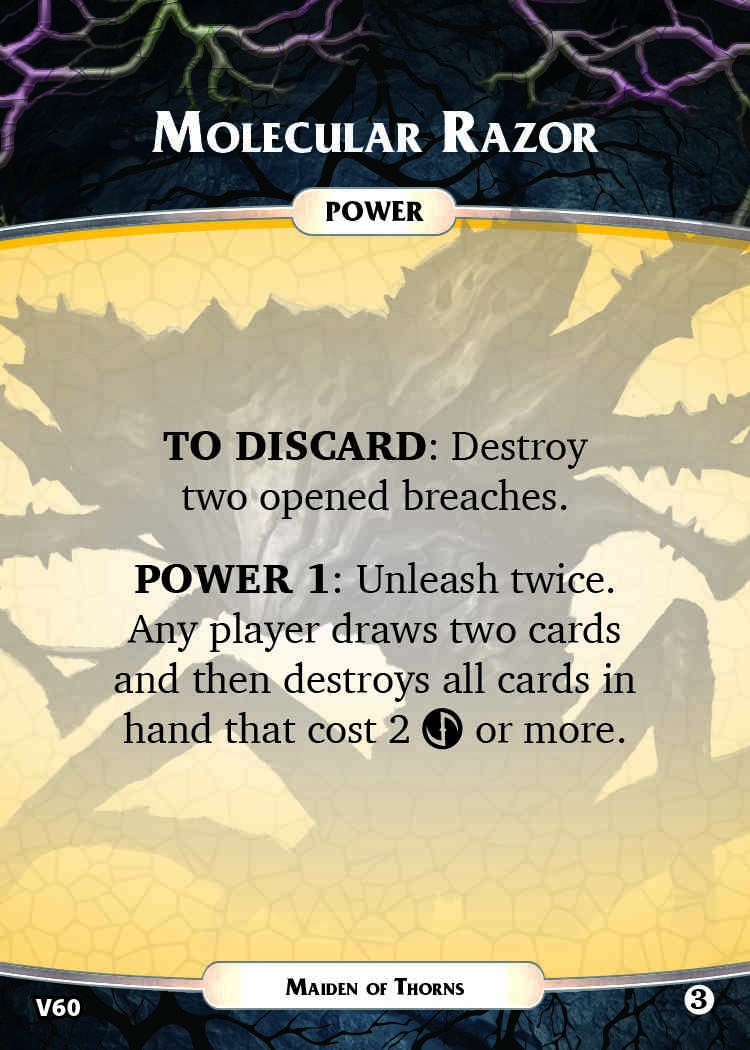 Molecular Razor
POWER
TO DISCARD: Destroy
two opened breaches.
POWER 1: Unleash twice.
Any player draws two cards
and then destroys all cards in
hand that cost 2 or more.
Maiden of Thorns
V60
3